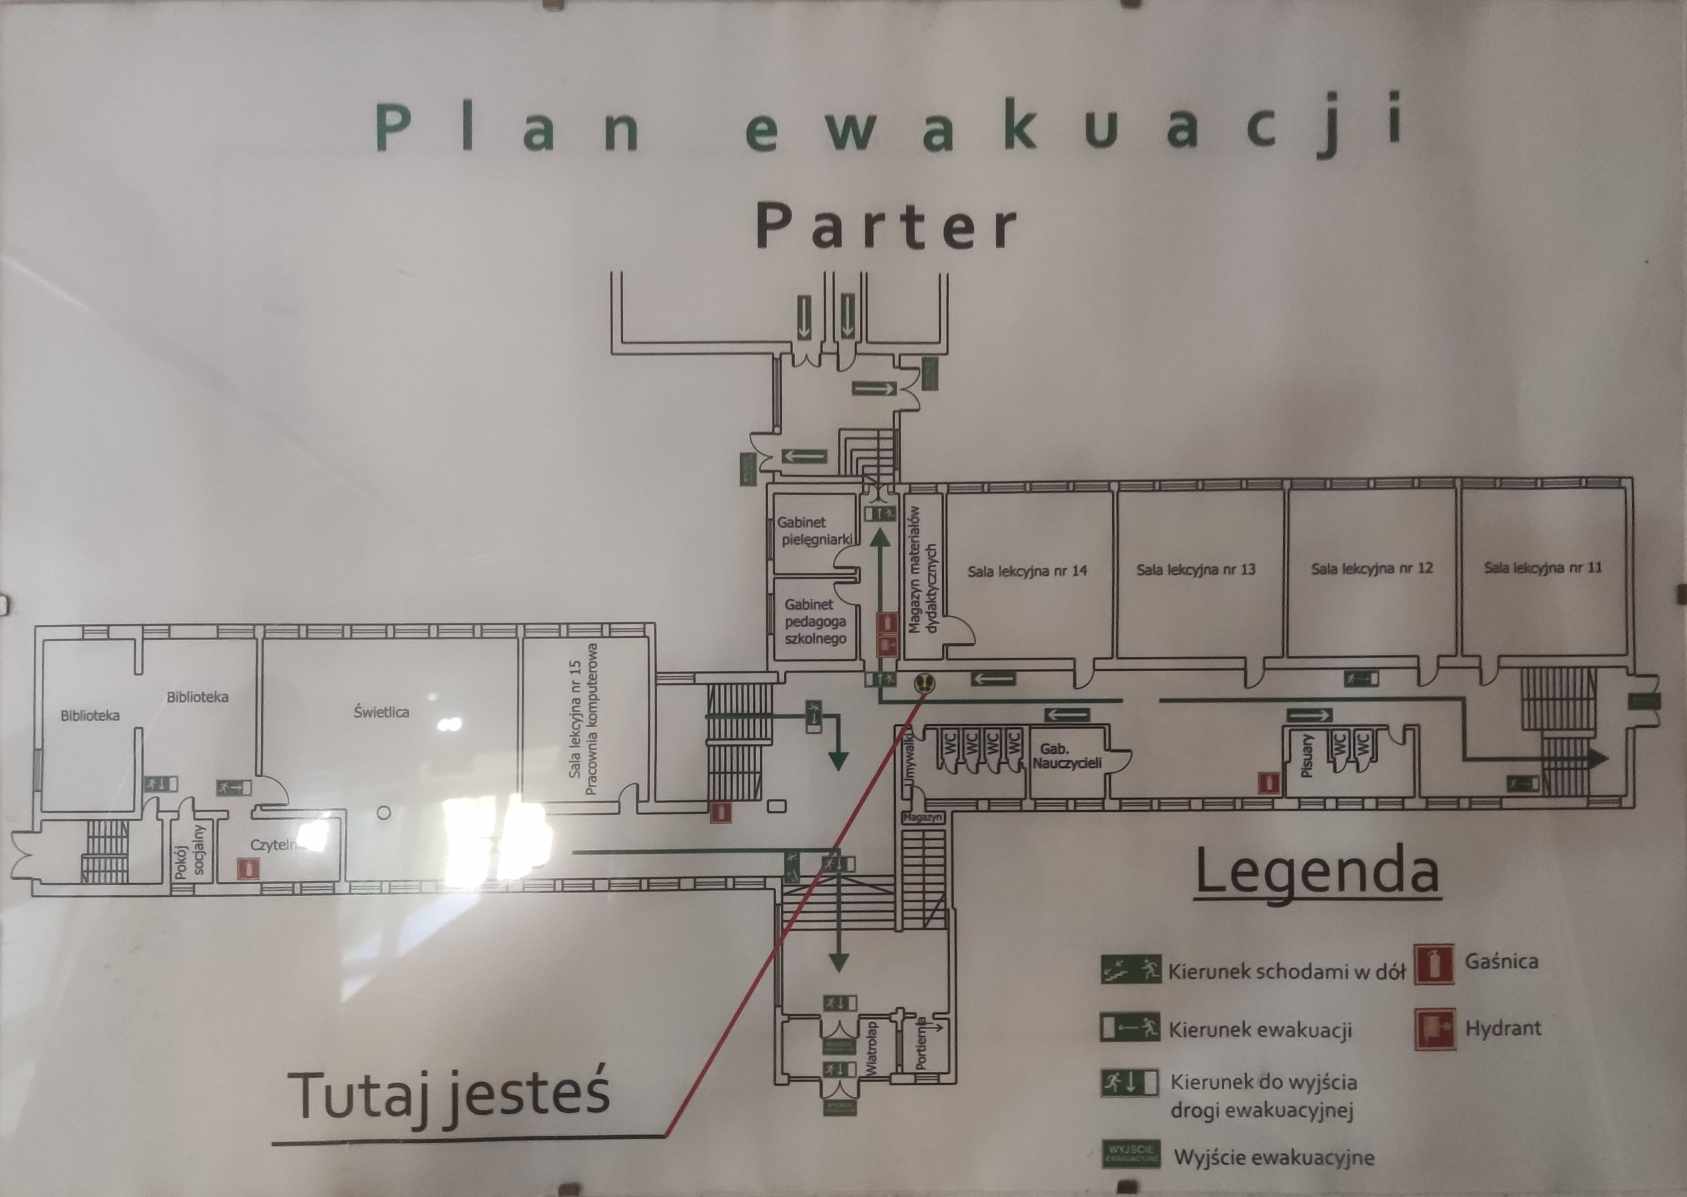 Plan ewakuacji
Parter
Gabinet
pielęgniarki
Gabinet
pedagoga
szkolnego
Magazyn materiałów
dydaktycznych
Sala lekcyjna nr 14
Sala lekcyjna nr 13
Sala lekcyjna nr 12
Sala lekcyjna nr 11
Biblioteka
Biblioteka
Świetlica
Sala lekcyjna nr 15
Pracownia komputerowa
Umywalki
WC
WC
WC
WC
Gab.
Nauczycieli
Pisuary
WC
WC
Magazyn
Pokój
socjalny
Wiatrołap
Portiernia
Tutaj jesteś
Legenda
Kierunek schodami w dół
Gaśnica
Kierunek ewakuacji
Hydrant
Kierunek do wyjścia
drogi ewakuacyjnej
WYJŚCIE
EWAKUACYJNE
Wyjście ewakuacyjne